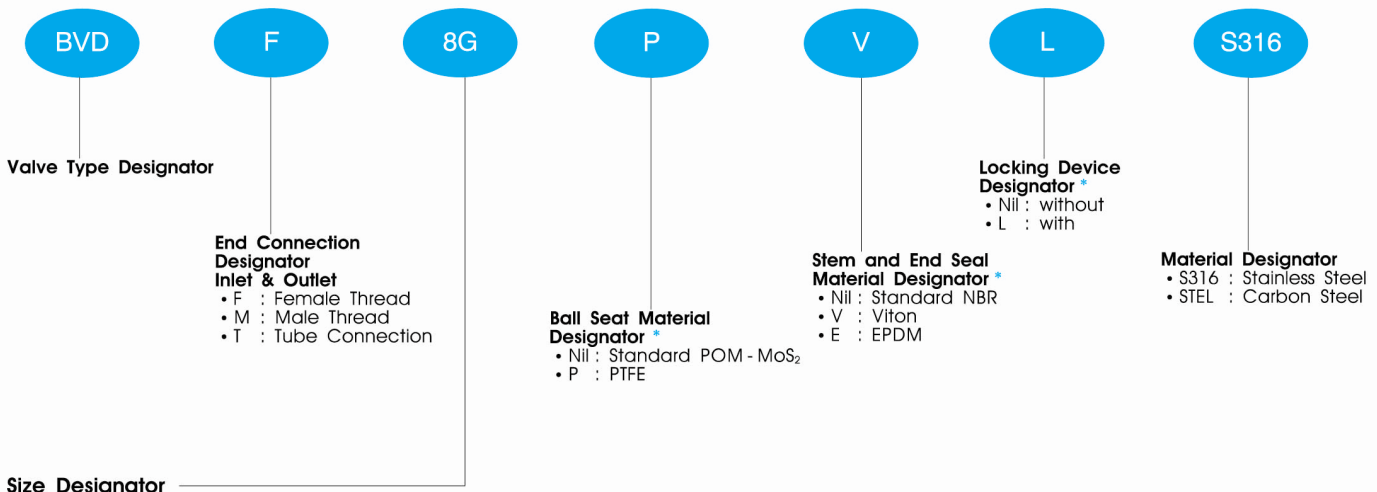 BVD F 8G P V L S316
Valve Type Designator
End Connection
Designator
Inlet & Outlet
• F : Female Thread
• M : Male Thread
• T : Tube Connection
Ball Seat Material
Designator *
• Nil : Standard POM - MoS₂
• P : PTFE
Stem and End Seal
Material Designator *
• Nil : Standard NBR
• V : Viton
• E : EPDM
Locking Device
Designator *
• Nil : without
• L : with
Material Designator
• S316 : Stainless Steel
• STEL : Carbon Steel
Size Designator